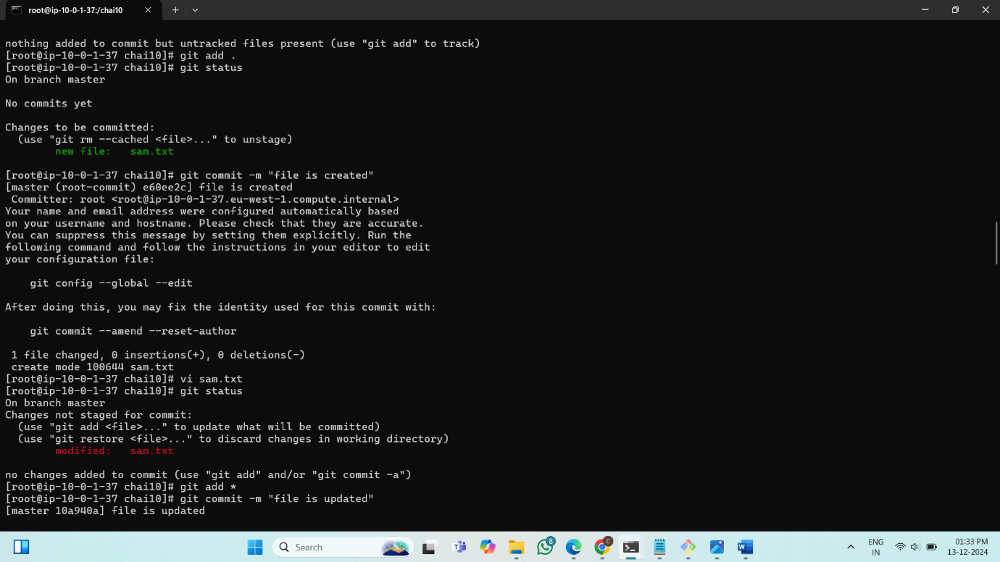 root@ip-10-0-1-37:/chai10
nothing added to commit but untracked files present (use "git add" to track)
[root@ip-10-0-1-37 chai10]# git add .
[root@ip-10-0-1-37 chai10]# git status
On branch master
No commits yet
Changes to be committed:
  (use "git rm --cached <file>..." to unstage)
        new file:   sam.txt
[root@ip-10-0-1-37 chai10]# git commit -m "file is created"
[master (root-commit) e60ee2c] file is created
 Committer: root <root@ip-10-0-1-37.eu-west-1.compute.internal>
Your name and email address were configured automatically based
on your username and hostname. Please check that they are accurate.
You can suppress this message by setting them explicitly. Run the
following command and follow the instructions in your editor to edit
your configuration file:
    git config --global --edit
After doing this, you may fix the identity used for this commit with:
    git commit --amend --reset-author
 1 file changed, 0 insertions(+), 0 deletions(-)
 create mode 100644 sam.txt
[root@ip-10-0-1-37 chai10]# vi sam.txt
[root@ip-10-0-1-37 chai10]# git status
On branch master
Changes not staged for commit:
  (use "git add <file>..." to update what will be committed)
  (use "git restore <file>..." to discard changes in working directory)
        modified:   sam.txt
no changes added to commit (use "git add" and/or "git commit -a")
[root@ip-10-0-1-37 chai10]# git add *
[root@ip-10-0-1-37 chai10]# git commit -m "file is updated"
[master 10a940a] file is updated
Search
8
C
ENG
IN
01:33 PM
13-12-2024